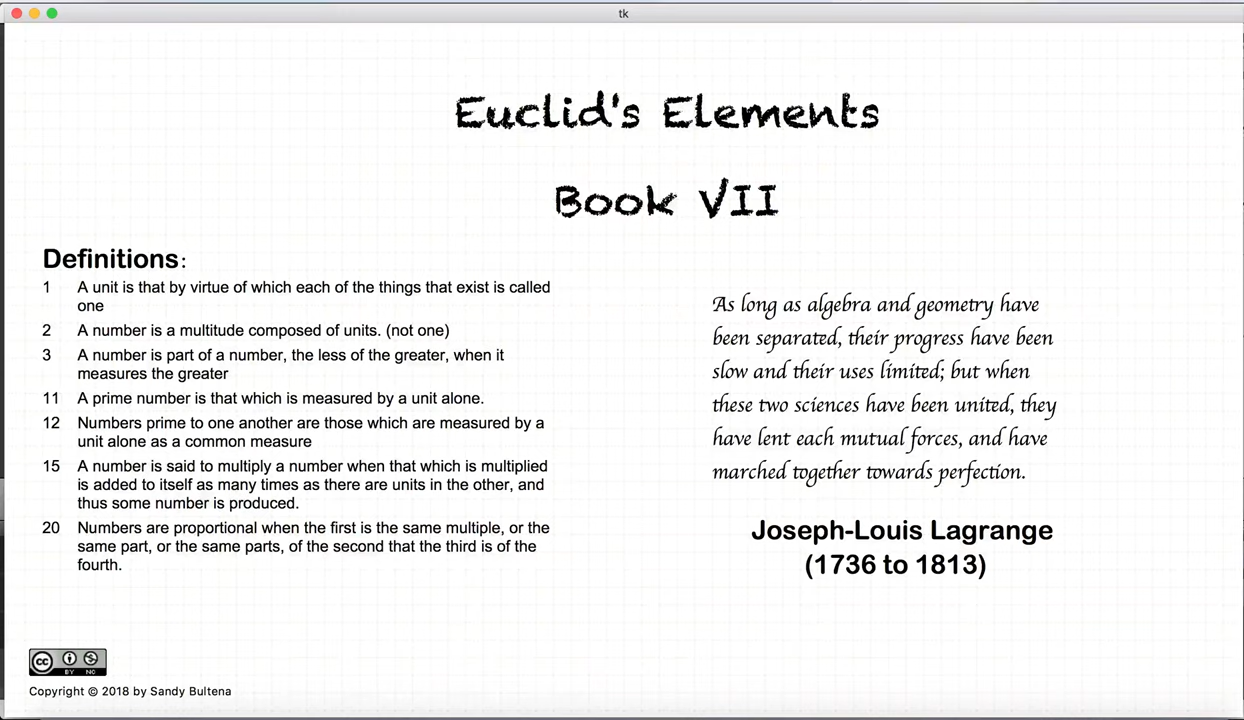 tk
Euclid's Elements
Book VII
Definitions:
1 A unit is that by virtue of which each of the things that exist is called
one
2 A number is a multitude composed of units. (not one)
3 A number is part of a number, the less of the greater, when it
measures the greater
11 A prime number is that which is measured by a unit alone.
12 Numbers prime to one another are those which are measured by a
unit alone as a common measure
15 A number is said to multiply a number when that which is multiplied
is added to itself as many times as there are units in the other, and
thus some number is produced.
20 Numbers are proportional when the first is the same multiple, or the
same part, or the same parts, of the second that the third is of the
fourth.
As long as algebra and geometry have
been separated, their progress have been
slow and their uses limited; but when
these two sciences have been united, they
have lent each mutual forces, and have
marched together towards perfection.
Joseph-Louis Lagrange
(1736 to 1813)
cc BY NC
Copyright © 2018 by Sandy Bultena